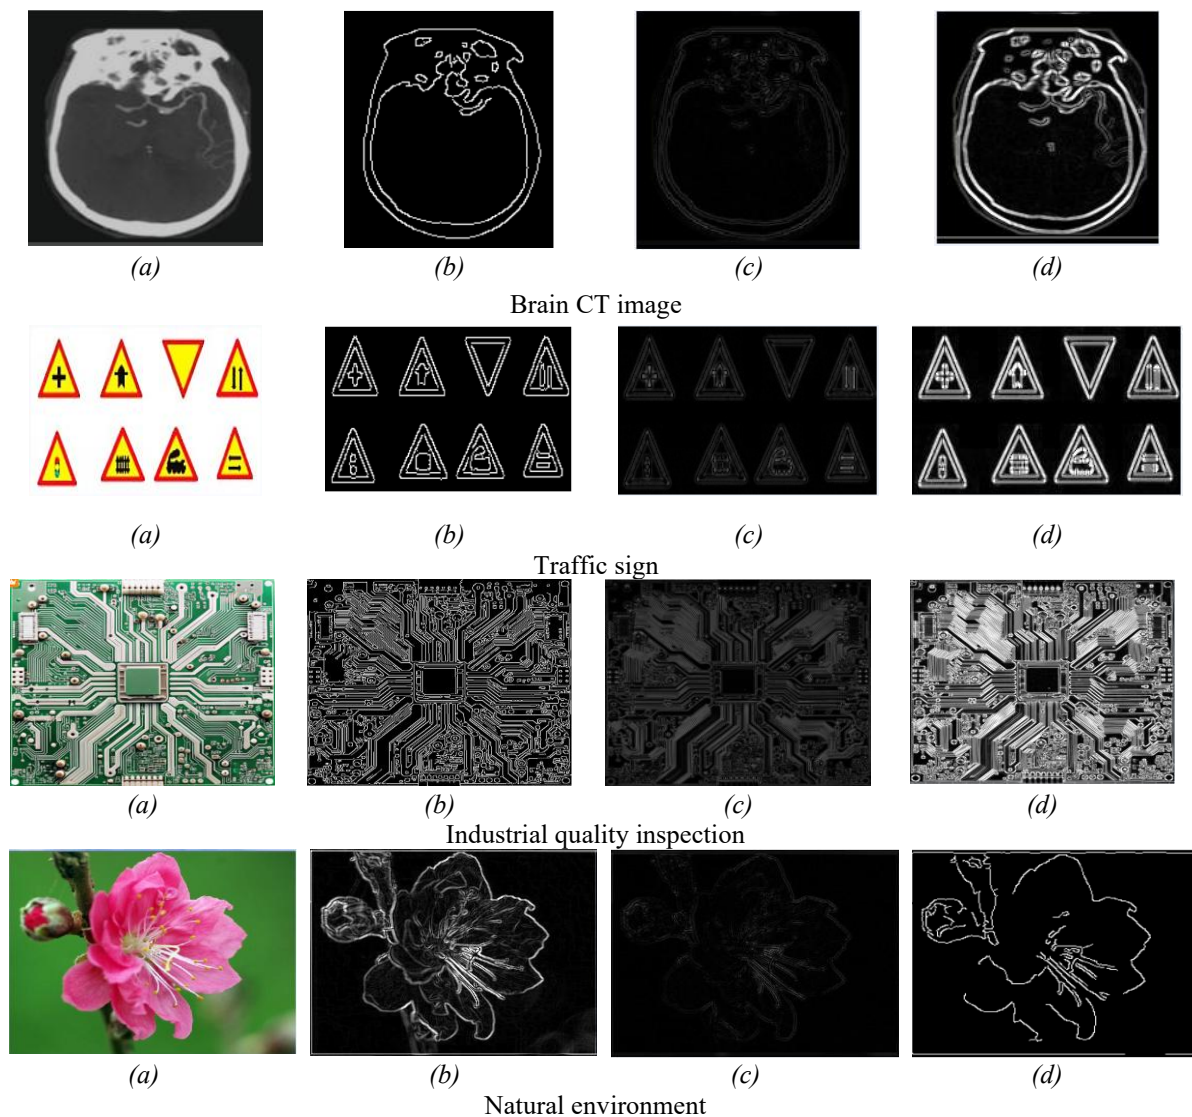 (a) (b) (c) (d)
Brain CT image
(a) (b) (c) (d)
Traffic sign
(a) (b) (c) (d)
Industrial quality inspection
(a) (b) (c) (d)
Natural environment